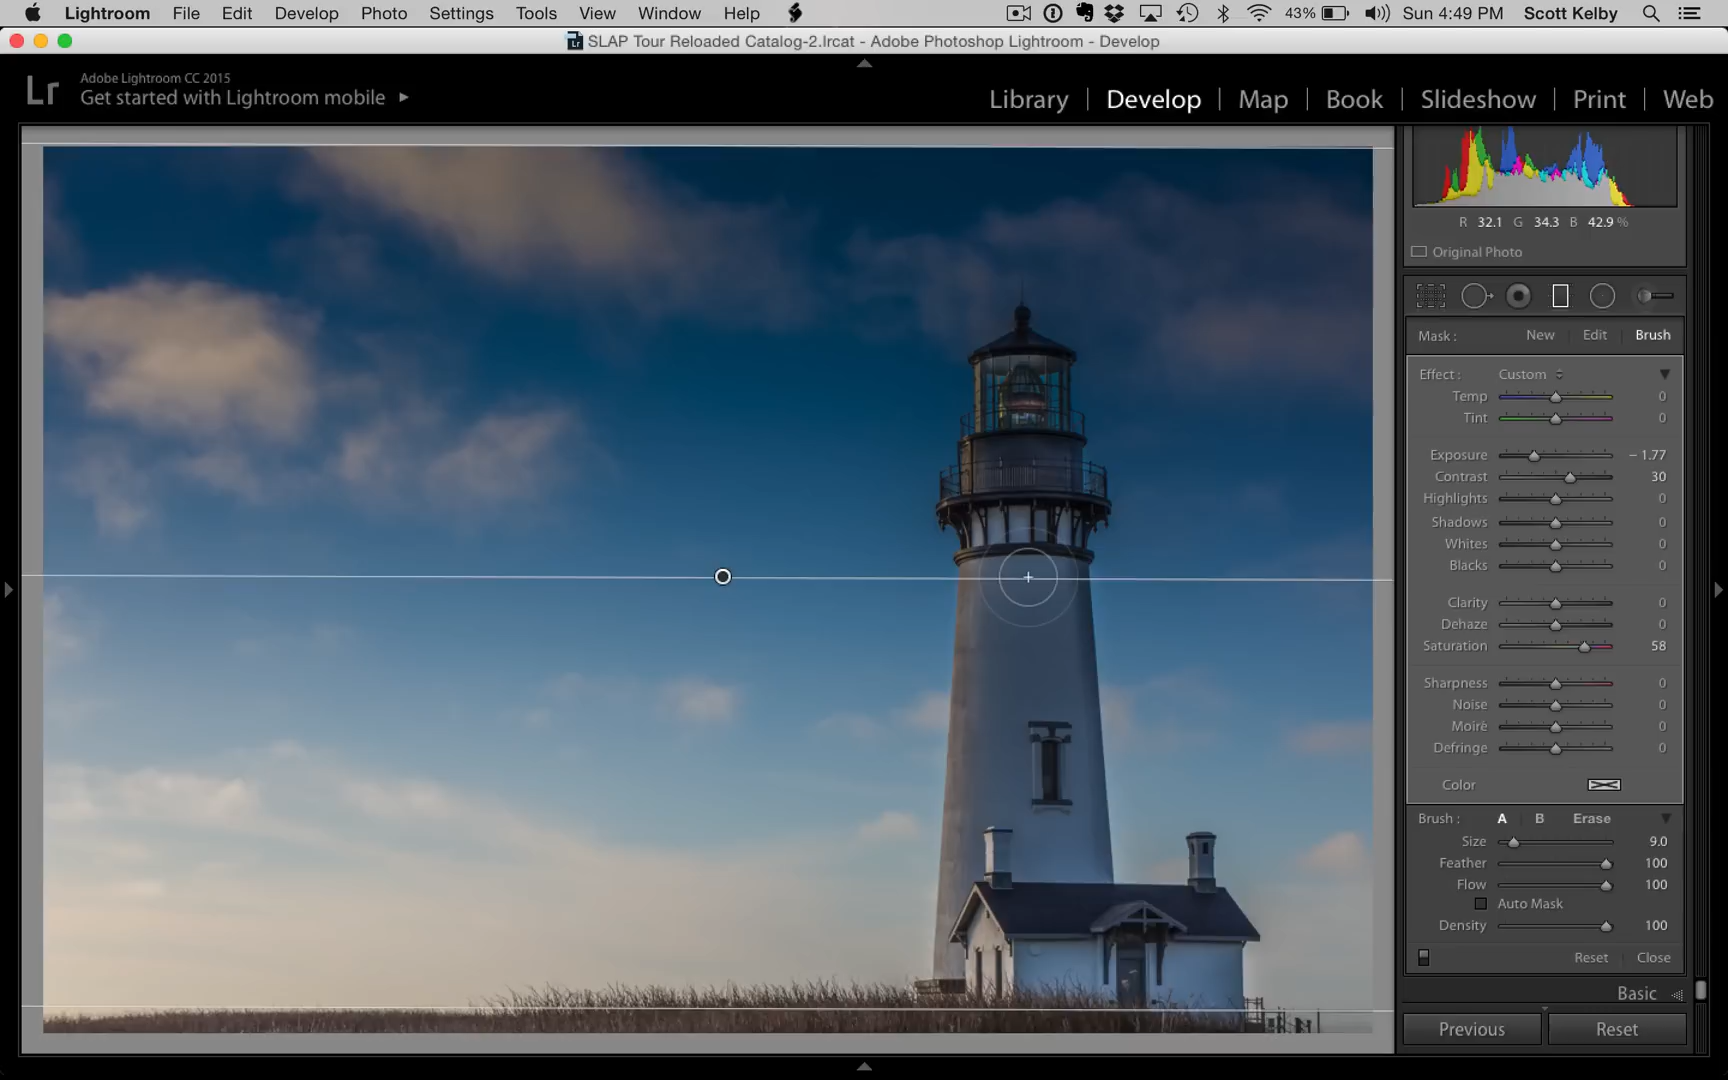 Lightroom File Edit Develop Photo Settings Tools View Window Help 43% Sun 4:49 PM Scott Kelby
Lr SLAP Tour Reloaded Catalog-2.lrcat - Adobe Photoshop Lightroom - Develop
Lr Adobe Lightroom CC 2015
Get started with Lightroom mobile
Library Develop Map Book Slideshow Print Web
R 32.1 G 34.3 B 42.9 %
Original Photo
Mask : New Edit Brush
Effect : Custom
Temp 0
Tint 0
Exposure – 1.77
Contrast 30
Highlights 0
Shadows 0
Whites 0
Blacks 0
Clarity 0
Dehaze 0
Saturation 58
Sharpness 0
Noise 0
Moiré 0
Defringe 0
Color
Brush : A B Erase
Size 9.0
Feather 100
Flow 100
Auto Mask
Density 100
Reset Close
Basic
Previous Reset